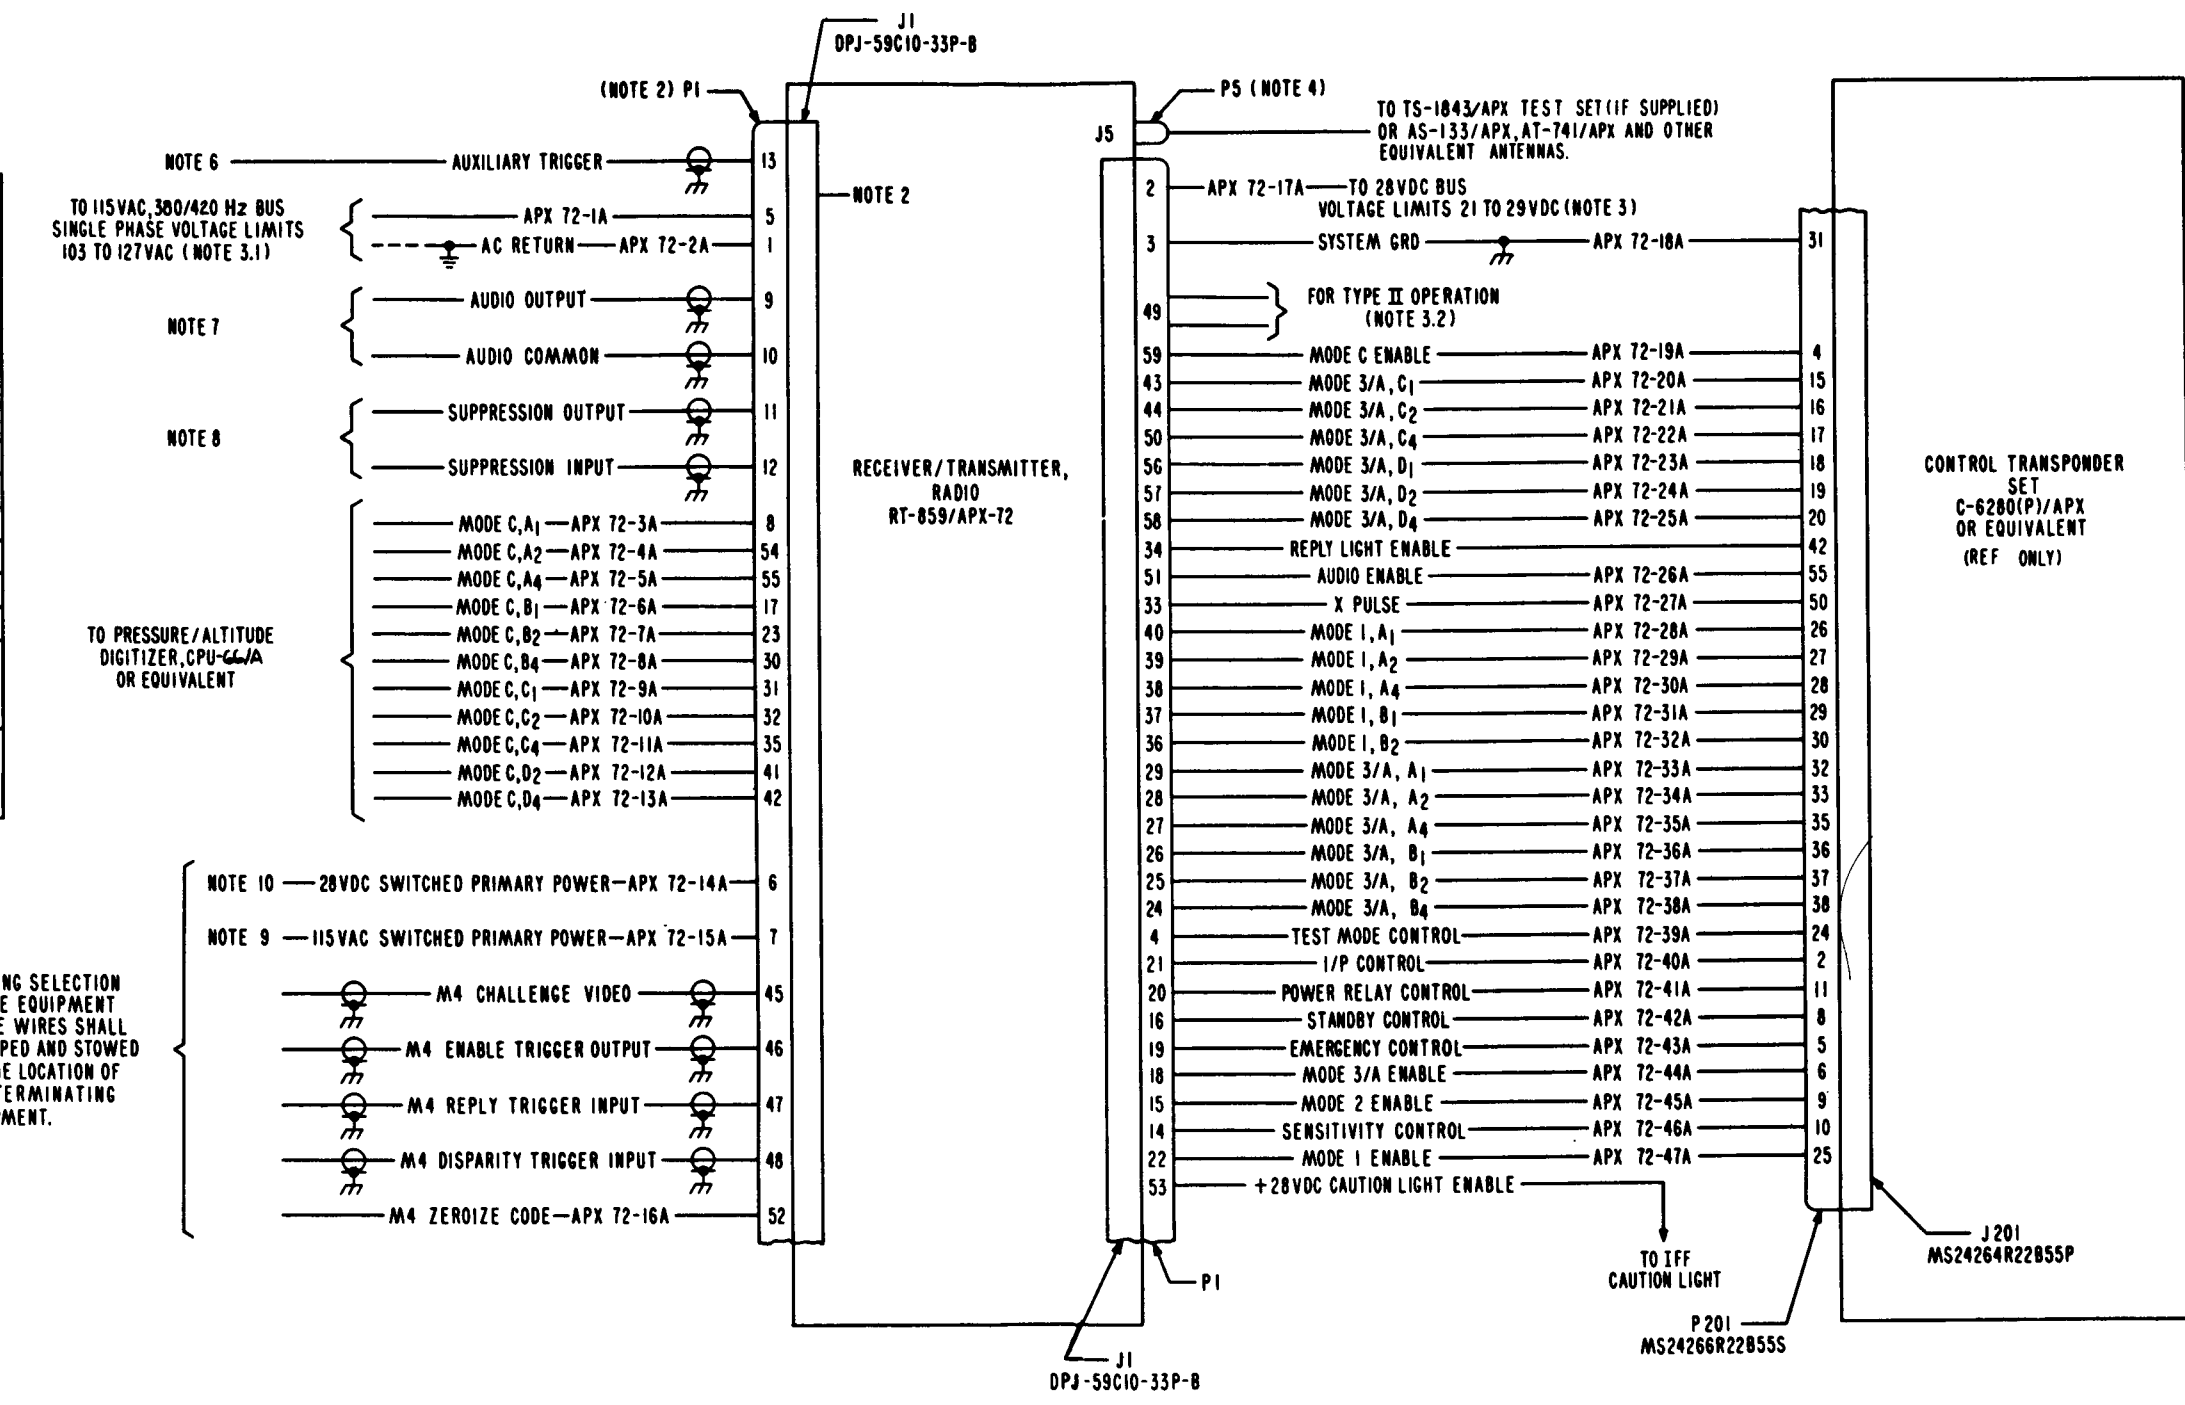 J1
DPJ-59C10-33P-B
(NOTE 2) P1
P5 (NOTE 4)
J5
TO TS-1843/APX TEST SET (IF SUPPLIED)
OR AS-133/APX, AT-741/APX AND OTHER
EQUIVALENT ANTENNAS.
NOTE 6 AUXILIARY TRIGGER 13
NOTE 2
TO 115VAC, 380/420 Hz BUS
SINGLE PHASE VOLTAGE LIMITS
103 TO 127VAC (NOTE 3.1)
APX 72-1A 5
AC RETURN APX 72-2A 1
NOTE 7
AUDIO OUTPUT 9
AUDIO COMMON 10
NOTE 8
SUPPRESSION OUTPUT 11
SUPPRESSION INPUT 12
TO PRESSURE/ALTITUDE
DIGITIZER, CPU-66/A
OR EQUIVALENT
MODE C, A1 APX 72-3A 8
MODE C, A2 APX 72-4A 54
MODE C, A4 APX 72-5A 55
MODE C, B1 APX 72-6A 17
MODE C, B2 APX 72-7A 23
MODE C, B4 APX 72-8A 30
MODE C, C1 APX 72-9A 31
MODE C, C2 APX 72-10A 32
MODE C, C4 APX 72-11A 35
MODE C, D2 APX 72-12A 41
MODE C, D4 APX 72-13A 42
NOTE 10 28VDC SWITCHED PRIMARY POWER APX 72-14A 6
NOTE 9 115VAC SWITCHED PRIMARY POWER APX 72-15A 7
NG SELECTION
E EQUIPMENT
E WIRES SHALL
PED AND STOWED
E LOCATION OF
TERMINATING
MENT.
M4 CHALLENGE VIDEO 45
M4 ENABLE TRIGGER OUTPUT 46
M4 REPLY TRIGGER INPUT 47
M4 DISPARITY TRIGGER INPUT 48
M4 ZEROIZE CODE APX 72-16A 52
RECEIVER/TRANSMITTER,
RADIO
RT-859/APX-72
2 APX 72-17A TO 28VDC BUS
VOLTAGE LIMITS 21 TO 29VDC (NOTE 3)
3 SYSTEM GRD APX 72-18A 31
49 FOR TYPE II OPERATION
(NOTE 3.2)
59 MODE C ENABLE APX 72-19A 4
43 MODE 3/A, C1 APX 72-20A 15
44 MODE 3/A, C2 APX 72-21A 16
50 MODE 3/A, C4 APX 72-22A 17
56 MODE 3/A, D1 APX 72-23A 18
57 MODE 3/A, D2 APX 72-24A 19
58 MODE 3/A, D4 APX 72-25A 20
34 REPLY LIGHT ENABLE 42
51 AUDIO ENABLE APX 72-26A 55
33 X PULSE APX 72-27A 50
40 MODE 1, A1 APX 72-28A 26
39 MODE 1, A2 APX 72-29A 27
38 MODE 1, A4 APX 72-30A 28
37 MODE 1, B1 APX 72-31A 29
36 MODE 1, B2 APX 72-32A 30
29 MODE 3/A, A1 APX 72-33A 32
28 MODE 3/A, A2 APX 72-34A 33
27 MODE 3/A, A4 APX 72-35A 35
26 MODE 3/A, B1 APX 72-36A 36
25 MODE 3/A, B2 APX 72-37A 37
24 MODE 3/A, B4 APX 72-38A 38
4 TEST MODE CONTROL APX 72-39A 24
21 I/P CONTROL APX 72-40A 2
20 POWER RELAY CONTROL APX 72-41A 11
16 STANDBY CONTROL APX 72-42A 8
19 EMERGENCY CONTROL APX 72-43A 5
18 MODE 3/A ENABLE APX 72-44A 6
15 MODE 2 ENABLE APX 72-45A 9
14 SENSITIVITY CONTROL APX 72-46A 10
22 MODE 1 ENABLE APX 72-47A 25
53 +28VDC CAUTION LIGHT ENABLE
TO IFF
CAUTION LIGHT
CONTROL TRANSPONDER
SET
C-6280(P)/APX
OR EQUIVALENT
(REF ONLY)
J201
MS24264R22B55P
P1
P201
MS24266R22B55S
J1
DPJ-59C10-33P-B